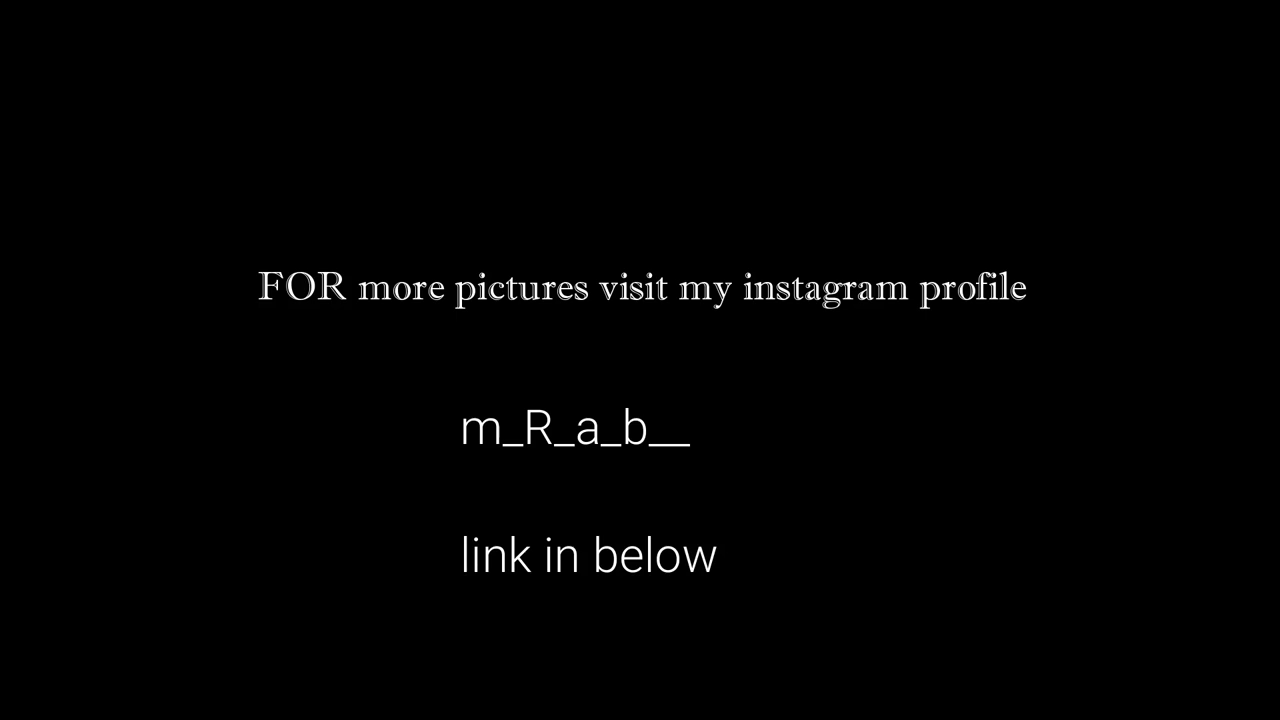 FOR more pictures visit my instagram profile
m_R_a_b__
link in below